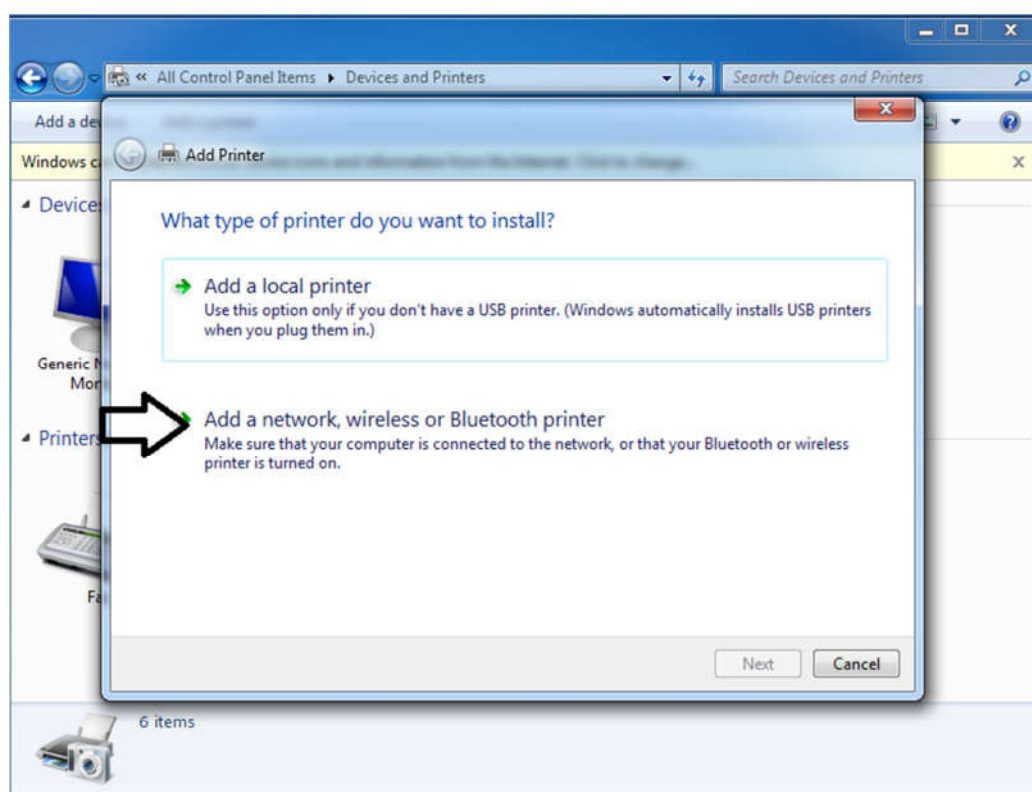 « All Control Panel Items ▸ Devices and Printers
Search Devices and Printers
Add a de
Windows c
Add Printer
Device
What type of printer do you want to install?
Add a local printer
Use this option only if you don't have a USB printer. (Windows automatically installs USB printers
when you plug them in.)
Generic N
Mon
Add a network, wireless or Bluetooth printer
Printers
Make sure that your computer is connected to the network, or that your Bluetooth or wireless
printer is turned on.
Fa
Next
Cancel
6 items